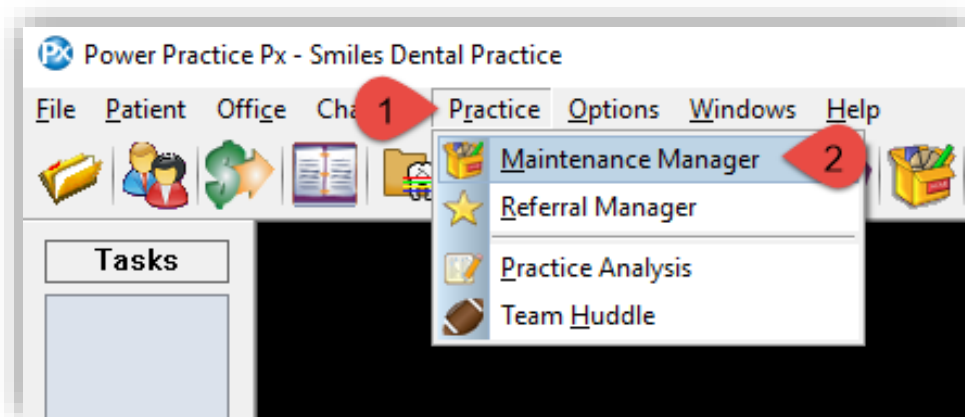 Power Practice Px - Smiles Dental Practice
File Patient Office Cha 1 Practice Options Windows Help
Maintenance Manager 2
Referral Manager
Tasks
Practice Analysis
Team Huddle